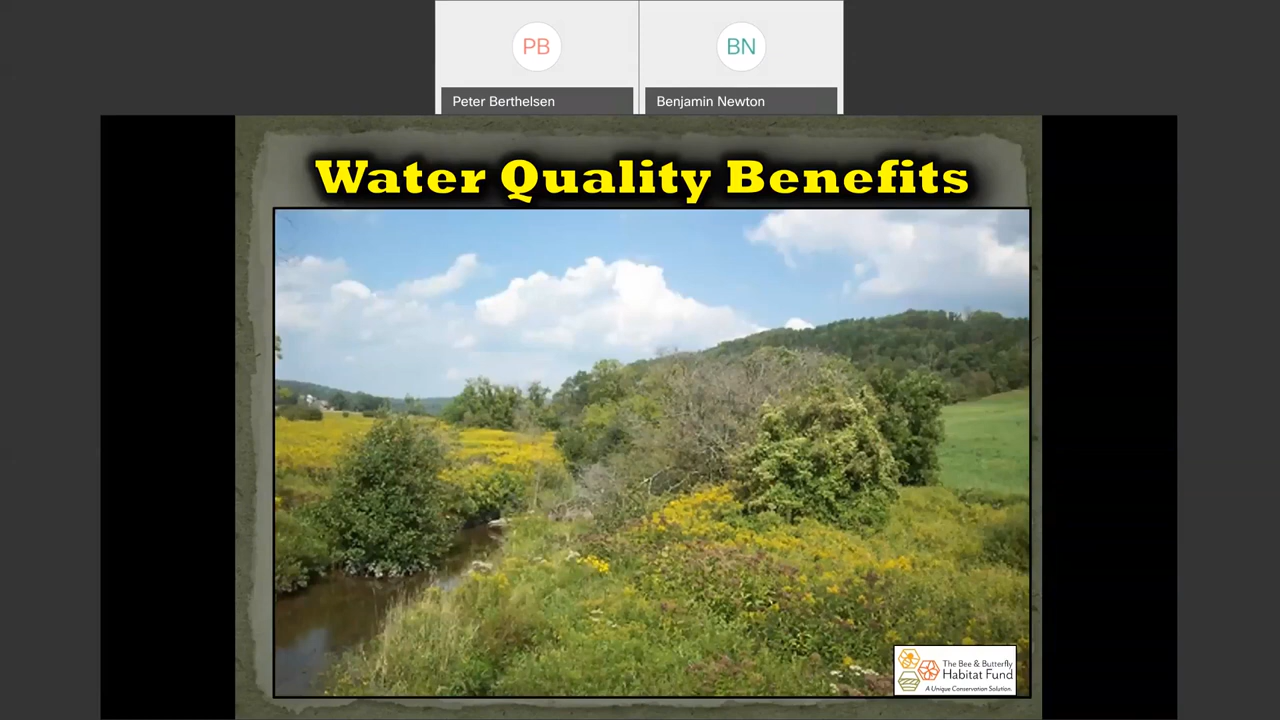 PB
BN
Peter Berthelsen
Benjamin Newton
Water Quality Benefits
The Bee & Butterfly
Habitat Fund
A Unique Conservation Solution.